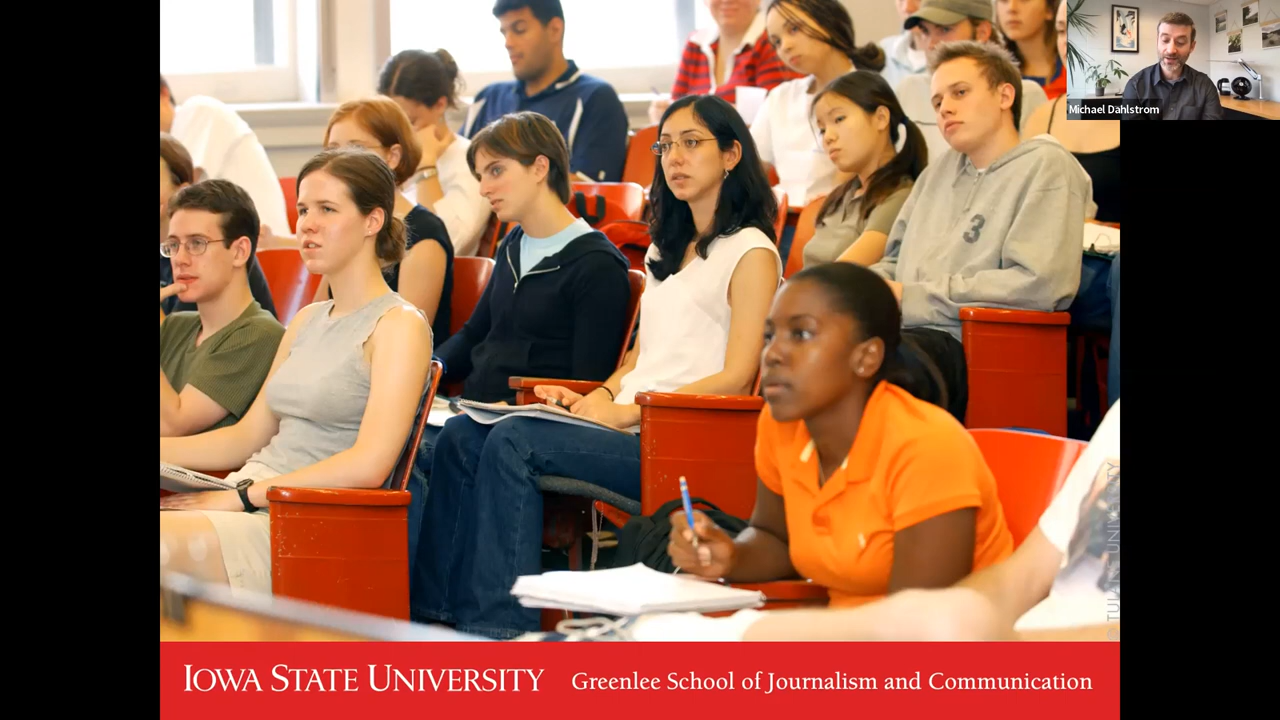 Michael Dahlstrom
3
IOWA STATE UNIVERSITY
Greenlee School of Journalism and Communication